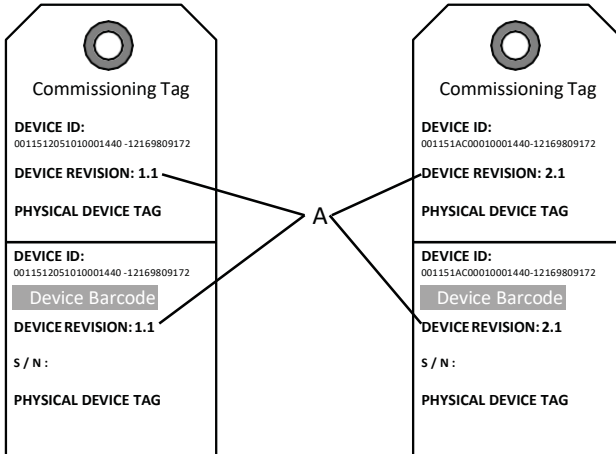 Commissioning Tag
DEVICE ID:
0011512051010001440 -12169809172
DEVICE REVISION: 1.1
PHYSICAL DEVICE TAG
DEVICE ID:
0011512051010001440 -12169809172
Device Barcode
DEVICE REVISION: 1.1
S / N :
PHYSICAL DEVICE TAG
A
Commissioning Tag
DEVICE ID:
001151AC00010001440-12169809172
DEVICE REVISION: 2.1
PHYSICAL DEVICE TAG
DEVICE ID:
001151AC00010001440-12169809172
Device Barcode
DEVICE REVISION: 2.1
S / N :
PHYSICAL DEVICE TAG